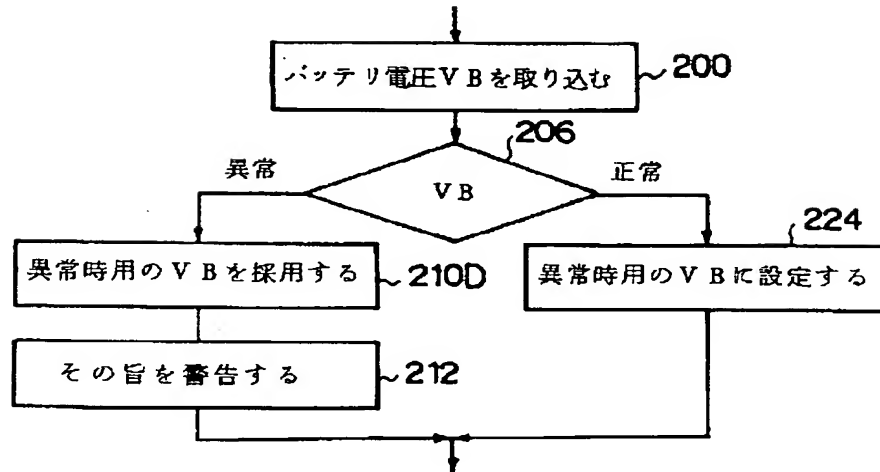 バッテリ電圧VBを取り込む
200
206
異常
VB
正常
224
異常時用のVBを採用する
210D
異常時用のVBに設定する
その旨を警告する
212